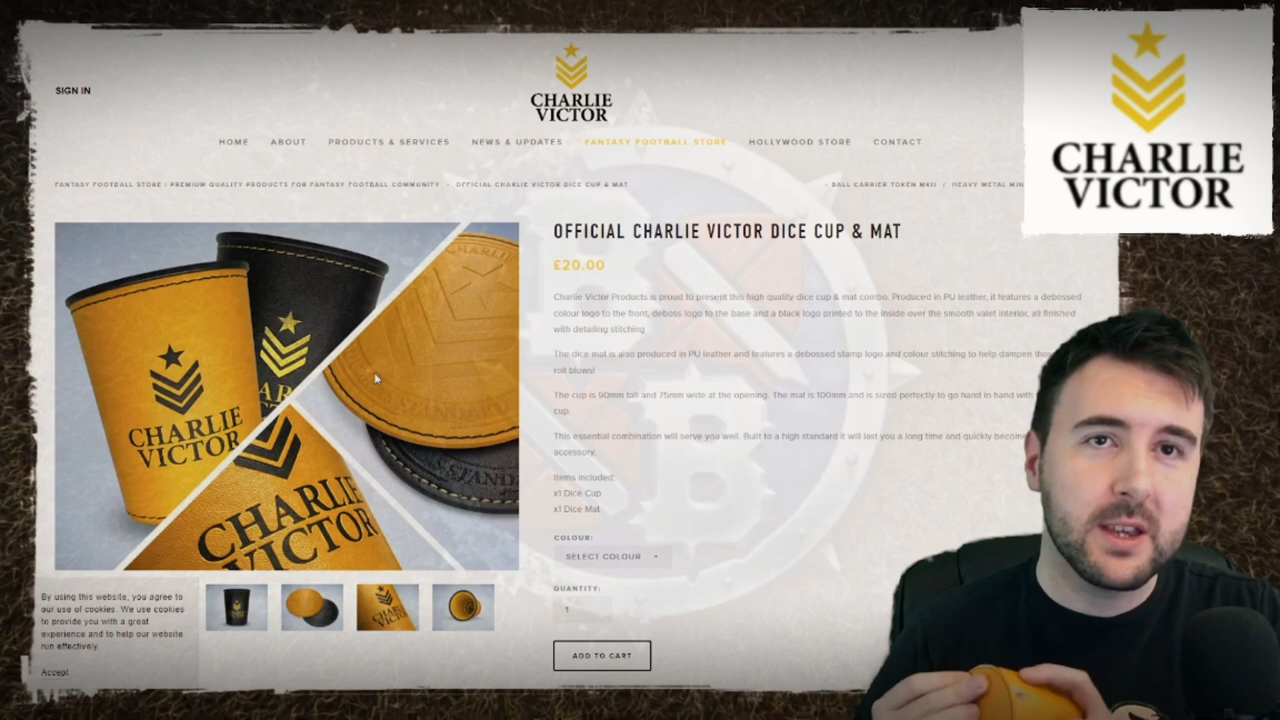 SIGN IN
CHARLIE
VICTOR
HOME ABOUT PRODUCTS & SERVICES NEWS & UPDATES FANTASY FOOTBALL STORE HOLLYWOOD STORE CONTACT
CHARLIE
VICTOR
FANTASY FOOTBALL STORE / PREMIUM QUALITY PRODUCTS FOR FANTASY FOOTBALL COMMUNITY OFFICIAL CHARLIE VICTOR DICE CUP & MAT
BALL CARRIER TOKEN MKII / HEAVY METAL
OFFICIAL CHARLIE VICTOR DICE CUP & MAT
£20.00
Charlie Victor Products is proud to present this high quality dice cup & mat combo. Produced in PU leather, it features a debossed
colour logo to the front, deboss logo to the base and a black logo printed to the inside over the smooth valet interior, all finished
with detailing stitching
The dice mat is also produced in PU leather and features a debossed stamp logo and colour stitching to help dampen
roll blows!
The cup is 90mm tall and 75mm wide at the opening. The mat is 100mm and is sized perfectly to go hand in hand with
cup.
This essential combination will serve you well. Built to a high standard it will last you a long time and quickly
accessory.
Items included:
x1 Dice Cup
x1 Dice Mat
COLOUR:
SELECT COLOUR
QUANTITY:
1
ADD TO CART
CHARLIE
VICTOR
CHARLIE
VICTOR
By using this website, you agree to
our use of cookies. We use cookies
to provide you with a great
experience and to help our website
run effectively.
Accept